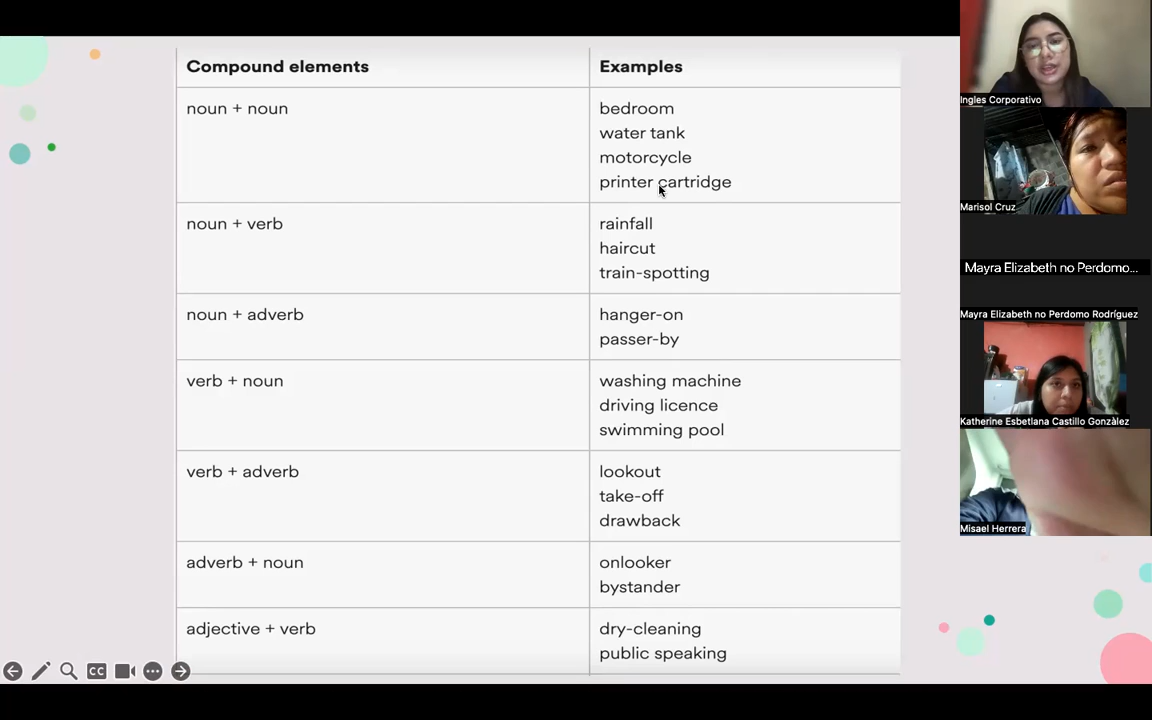 Compound elements
Examples
noun + noun
bedroom
water tank
motorcycle
printer cartridge
noun + verb
rainfall
haircut
train-spotting
noun + adverb
hanger-on
passer-by
verb + noun
washing machine
driving licence
swimming pool
verb + adverb
lookout
take-off
drawback
adverb + noun
onlooker
bystander
adjective + verb
dry-cleaning
public speaking
CC
Ingles Corporativo
Marisol Cruz
Mayra Elizabeth no Perdomo...
Mayra Elizabeth no Perdomo Rodríguez
Katherine Esbetlana Castillo Gonzàlez
Misael Herrera